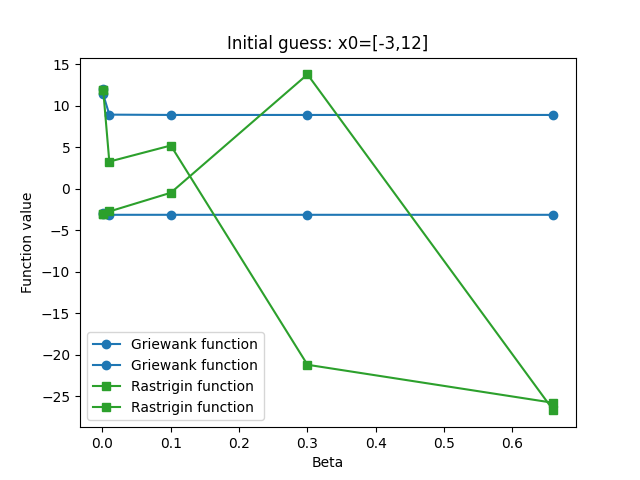 Initial guess: x0=[-3,12]
15
10
5
0
−5
−10
−15
−20
−25
Function value
Griewank function
Griewank function
Rastrigin function
Rastrigin function
0.0 0.1 0.2 0.3 0.4 0.5 0.6
Beta